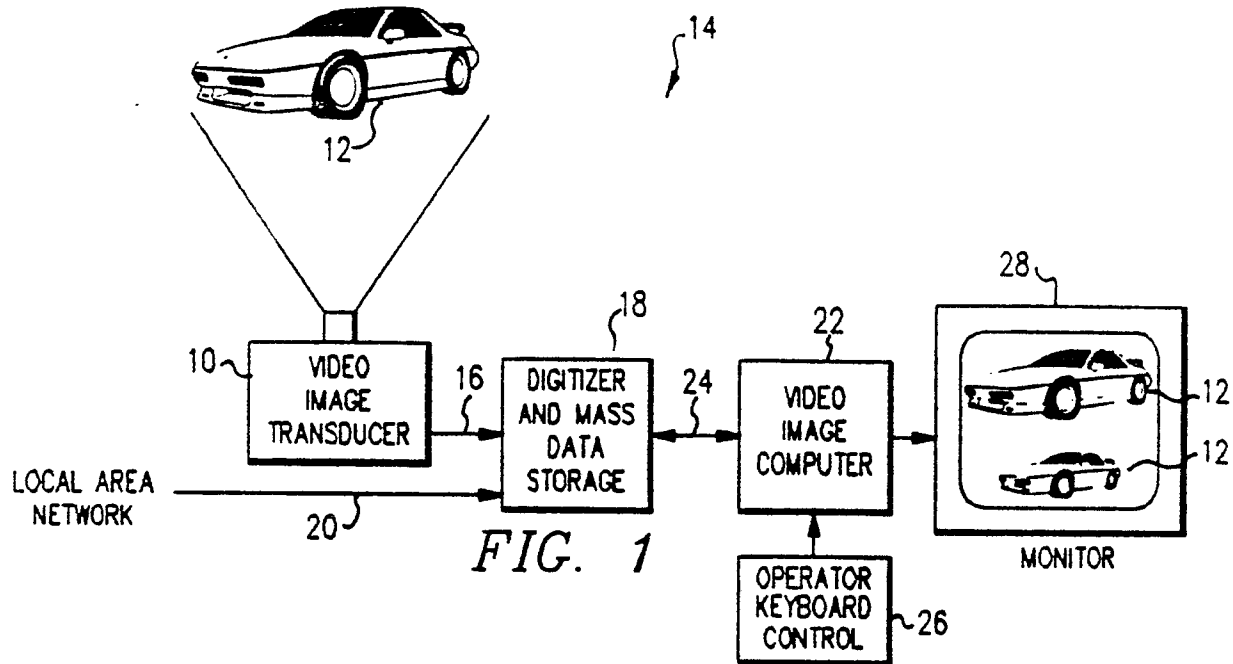 14
12
28
18
22
10
VIDEO
IMAGE
TRANSDUCER
16
DIGITIZER
AND MASS
DATA
STORAGE
24
VIDEO
IMAGE
COMPUTER
12
12
LOCAL AREA
NETWORK
20
FIG. 1
MONITOR
OPERATOR
KEYBOARD
CONTROL
26